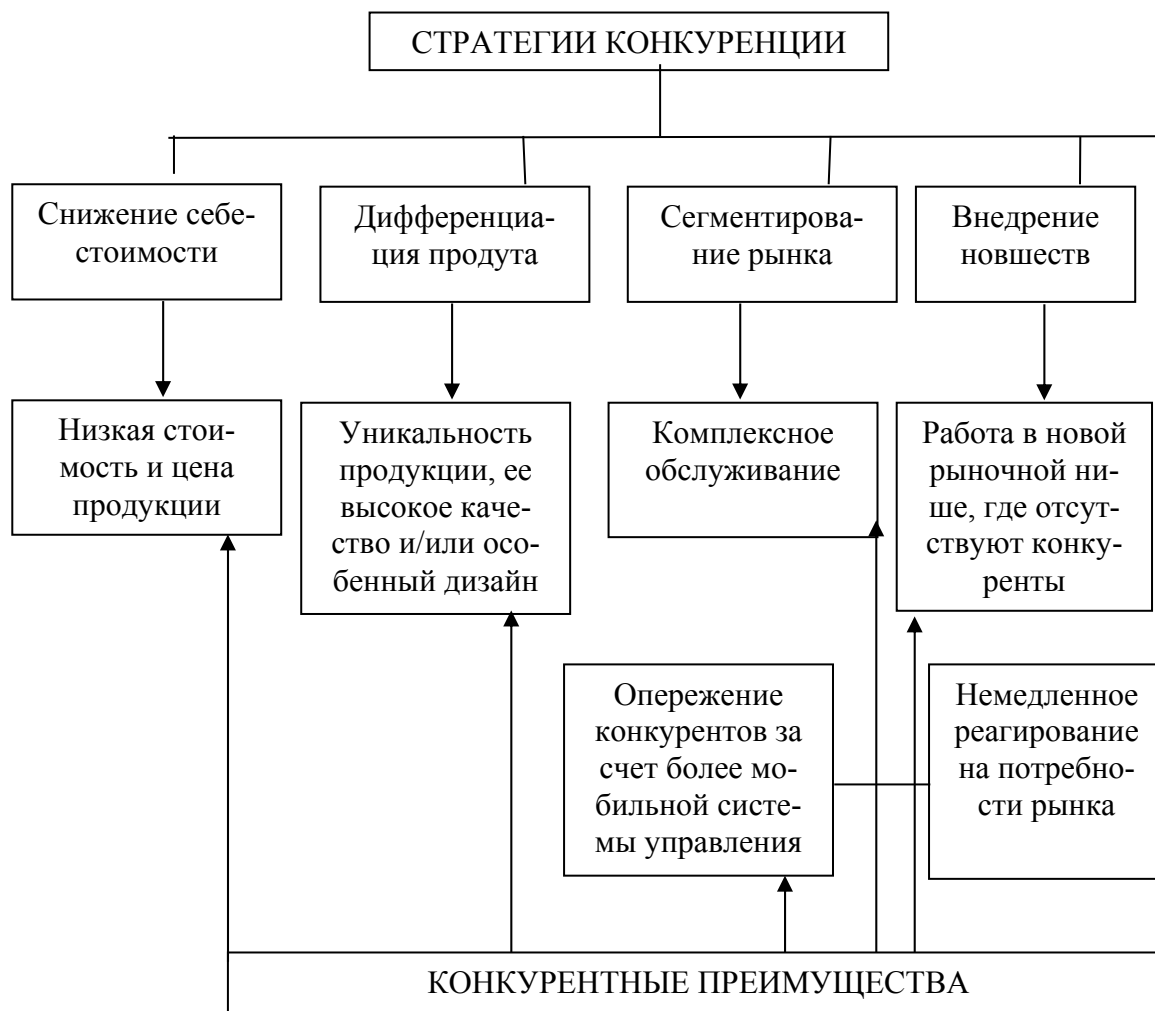 СТРАТЕГИИ КОНКУРЕНЦИИ
Снижение себе-
стоимости
Дифференциа-
ция продута
Сегментирова-
ние рынка
Внедрение
новшеств
Низкая стои-
мость и цена
продукции
Уникальность
продукции, ее
высокое каче-
ство и/или осо-
бенный дизайн
Комплексное
обслуживание
Работа в новой
рыночной ни-
ше, где отсут-
ствуют конку-
ренты
Опережение
конкурентов за
счет более мо-
бильной систе-
мы управления
Немедленное
реагирование
на потребно-
сти рынка
КОНКУРЕНТНЫЕ ПРЕИМУЩЕСТВА